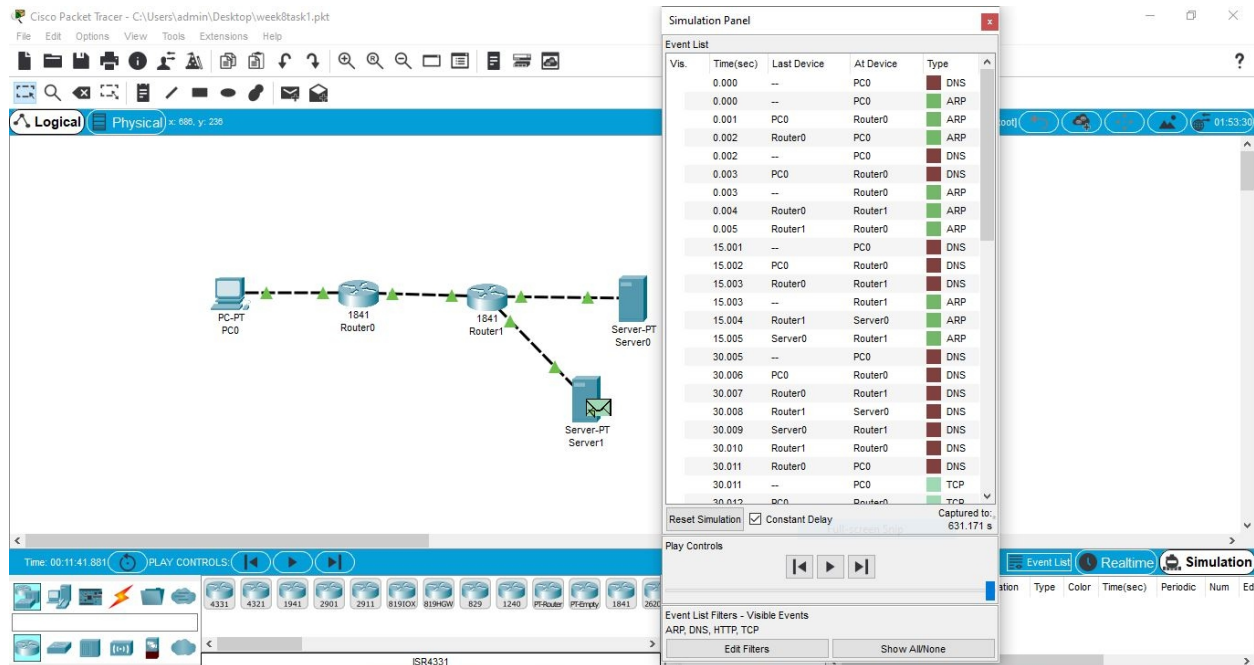 Cisco Packet Tracer - C:\Users\admin\Desktop\week8task1.pkt
File Edit Options View Tools Extensions Help
?
Logical Physical x: 686, y: 236
01:53:30
PC-PT
PC0
1841
Router0
1841
Router1
Server-PT
Server0
Server-PT
Server1
Simulation Panel
x
Event List
Vis. Time(sec) Last Device At Device Type
0.000 -- PC0 DNS
0.000 -- PC0 ARP
0.001 PC0 Router0 ARP
0.002 Router0 PC0 ARP
0.002 -- PC0 DNS
0.003 PC0 Router0 DNS
0.003 -- Router0 ARP
0.004 Router0 Router1 ARP
0.005 Router1 Router0 ARP
15.001 -- PC0 DNS
15.002 PC0 Router0 DNS
15.003 Router0 Router1 DNS
15.003 -- Router1 ARP
15.004 Router1 Server0 ARP
15.005 Server0 Router1 ARP
30.005 -- PC0 DNS
30.006 PC0 Router0 DNS
30.007 Router0 Router1 DNS
30.008 Router1 Server0 DNS
30.009 Server0 Router1 DNS
30.010 Router1 Router0 DNS
30.011 Router0 PC0 DNS
30.011 -- PC0 TCP
30.012 PC0 Router0 TCP
Reset Simulation Constant Delay Captured to:
631.171 s
Play Controls
Event List Filters - Visible Events
ARP, DNS, HTTP, TCP
Edit Filters Show All/None
Time: 00:11:41.881 PLAY CONTROLS:
Event List Realtime Simulation
4331 4321 1941 2901 2911 819IOX 819HGW 829 1240 PT-Router PT-Empty 1841
Type Color Time(sec) Periodic Num
ISR4331